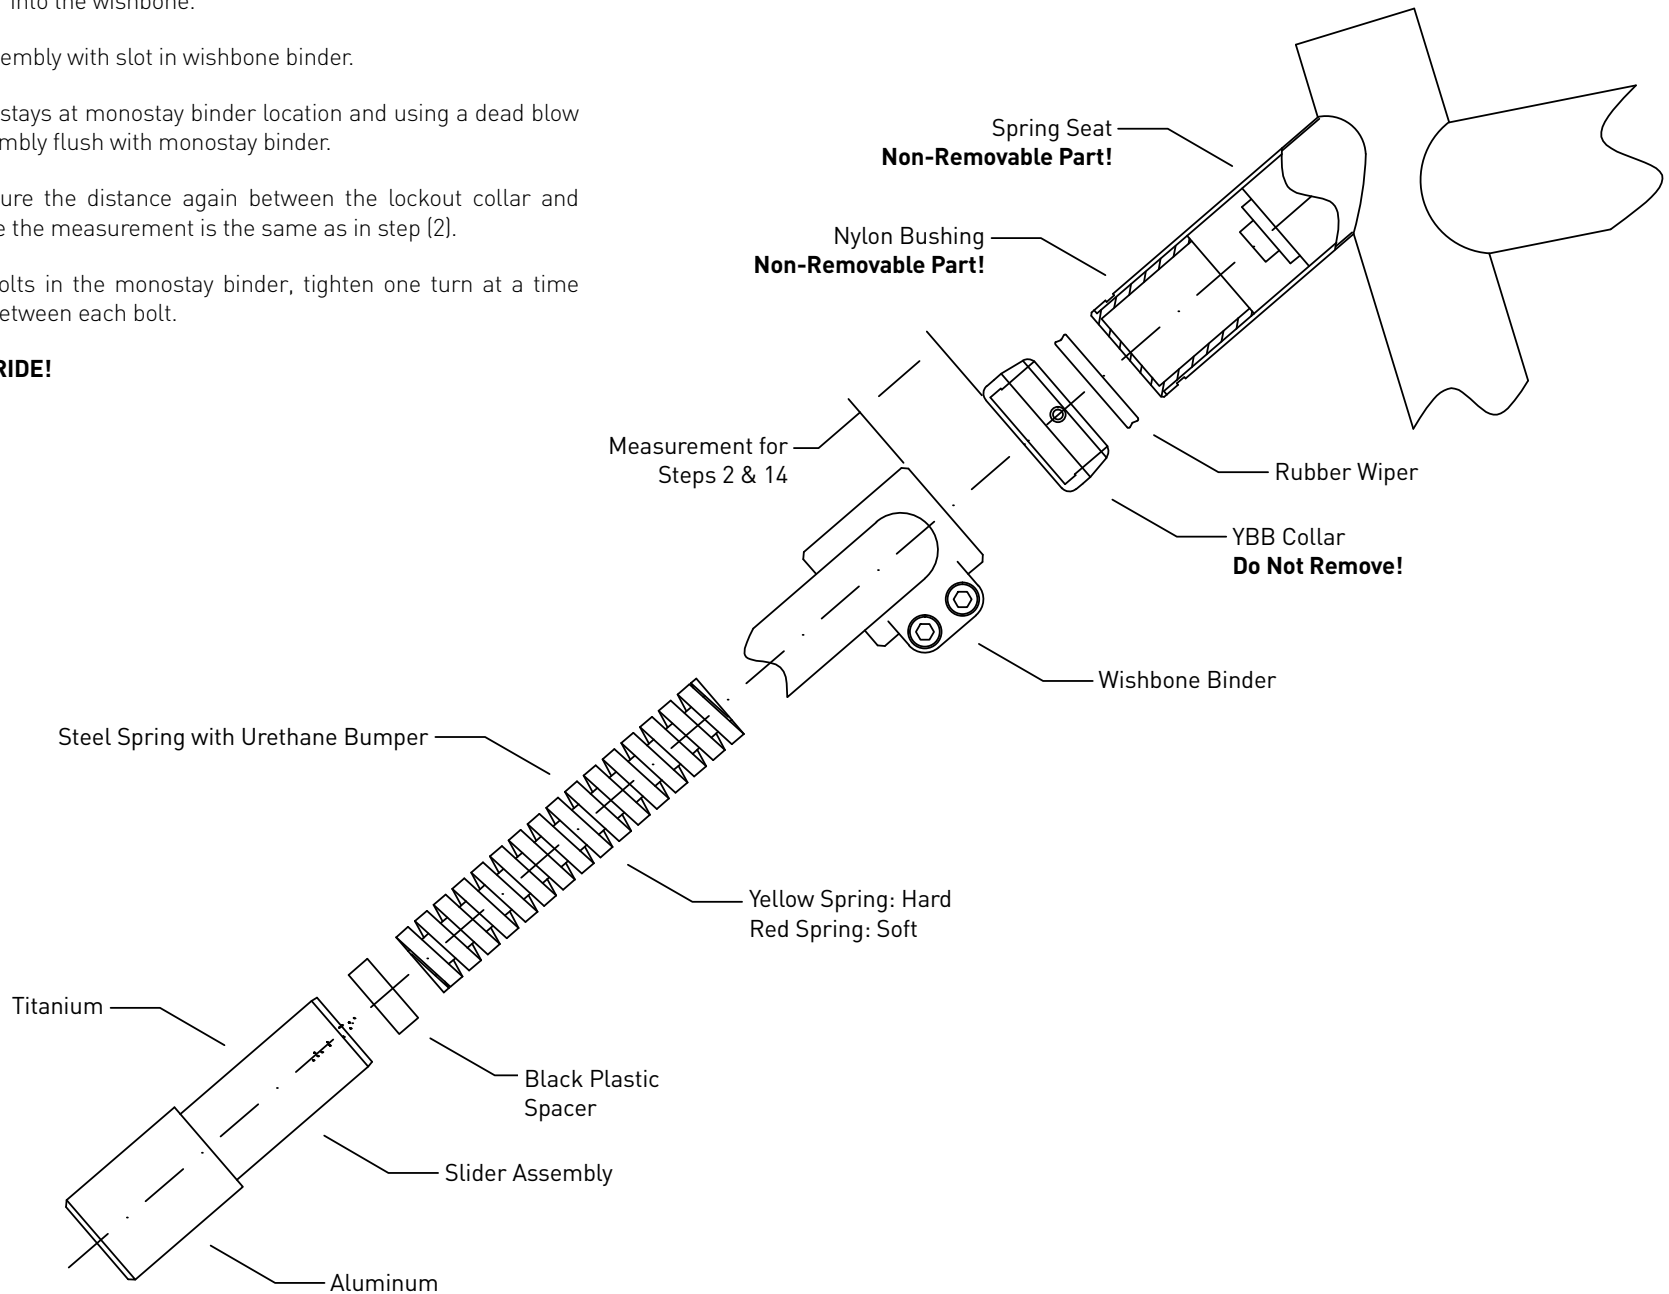 into the wishbone.
embly with slot in wishbone binder.
stays at monostay binder location and using a dead blow
mbly flush with monostay binder.
ure the distance again between the lockout collar and
e the measurement is the same as in step (2).
olts in the monostay binder, tighten one turn at a time
between each bolt.
RIDE!
Spring Seat
Non-Removable Part!
Nylon Bushing
Non-Removable Part!
Measurement for
Steps 2 & 14
Rubber Wiper
YBB Collar
Do Not Remove!
Wishbone Binder
Steel Spring with Urethane Bumper
Yellow Spring: Hard
Red Spring: Soft
Titanium
Black Plastic
Spacer
Slider Assembly
Aluminum